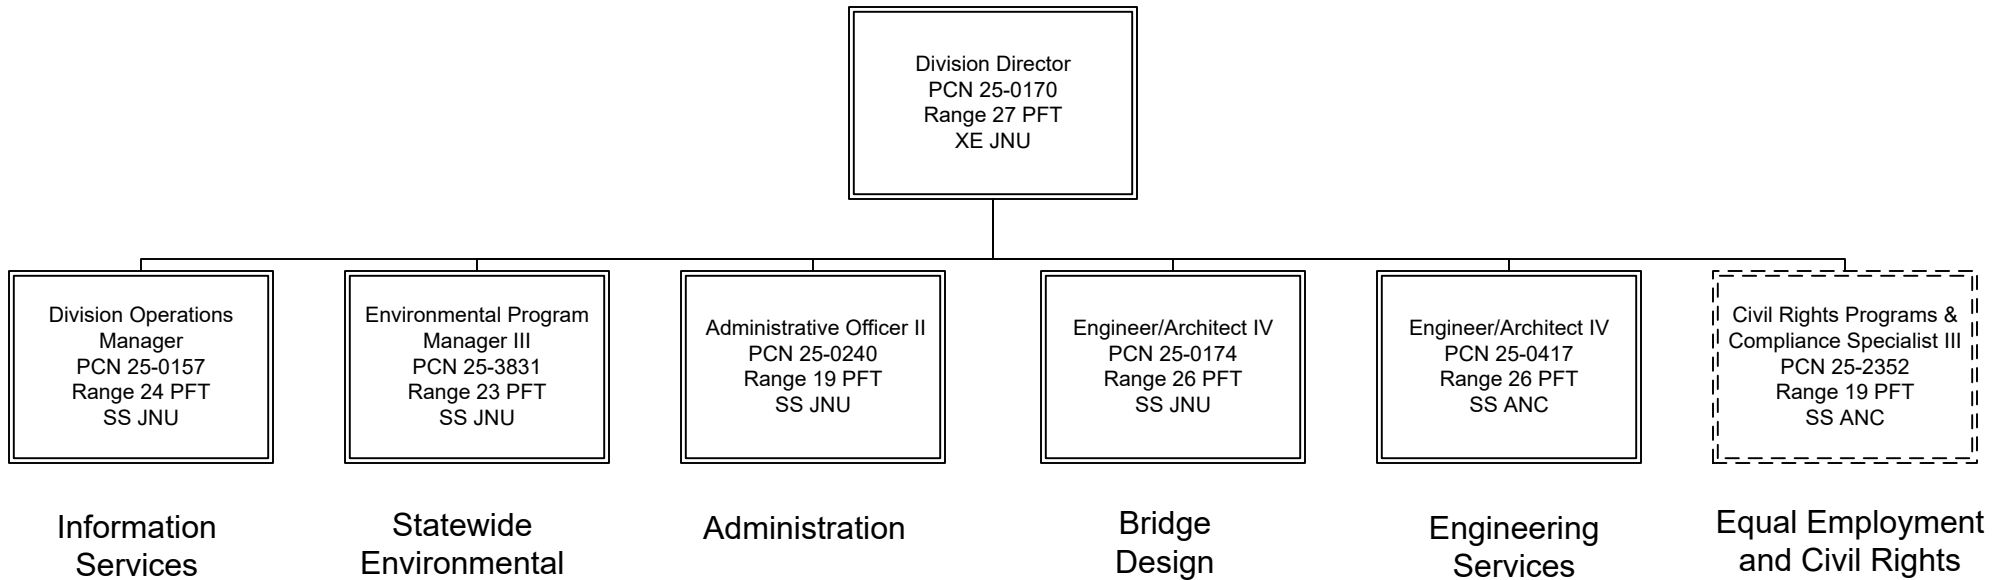 Division Director
PCN 25-0170
Range 27 PFT
XE JNU
Division Operations
Manager
PCN 25-0157
Range 24 PFT
SS JNU
Environmental Program
Manager III
PCN 25-3831
Range 23 PFT
SS JNU
Administrative Officer II
PCN 25-0240
Range 19 PFT
SS JNU
Engineer/Architect IV
PCN 25-0174
Range 26 PFT
SS JNU
Engineer/Architect IV
PCN 25-0417
Range 26 PFT
SS ANC
Civil Rights Programs &
Compliance Specialist III
PCN 25-2352
Range 19 PFT
SS ANC
Information
Services
Statewide
Environmental
Administration
Bridge
Design
Engineering
Services
Equal Employment
and Civil Rights